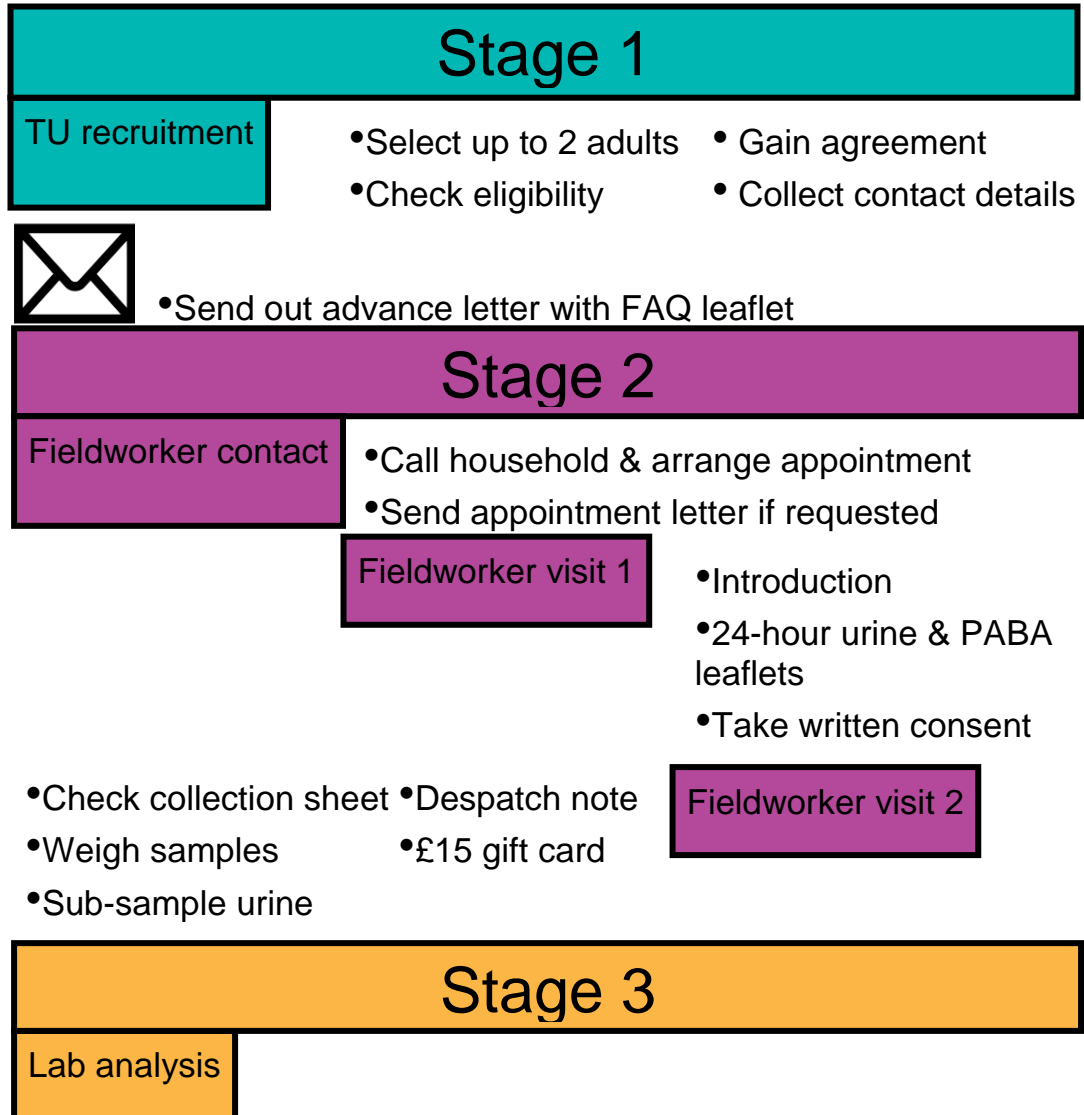 Stage 1
TU recruitment
•Select up to 2 adults
•Check eligibility
• Gain agreement
• Collect contact details
•Send out advance letter with FAQ leaflet
Stage 2
Fieldworker contact
•Call household & arrange appointment
•Send appointment letter if requested
Fieldworker visit 1
•Introduction
•24-hour urine & PABA
leaflets
•Take written consent
Fieldworker visit 2
•Check collection sheet
•Weigh samples
•Sub-sample urine
•Despatch note
•£15 gift card
Stage 3
Lab analysis